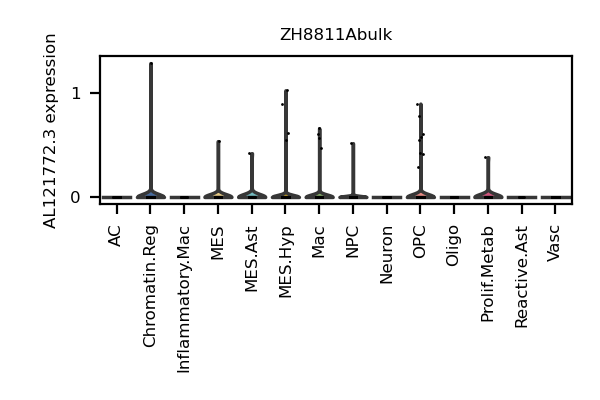 ZH8811Abulk
AL121772.3 expression
1
0
AC
Chromatin.Reg
Inflammatory.Mac
MES
MES.Ast
MES.Hyp
Mac
NPC
Neuron
OPC
Oligo
Prolif.Metab
Reactive.Ast
Vasc